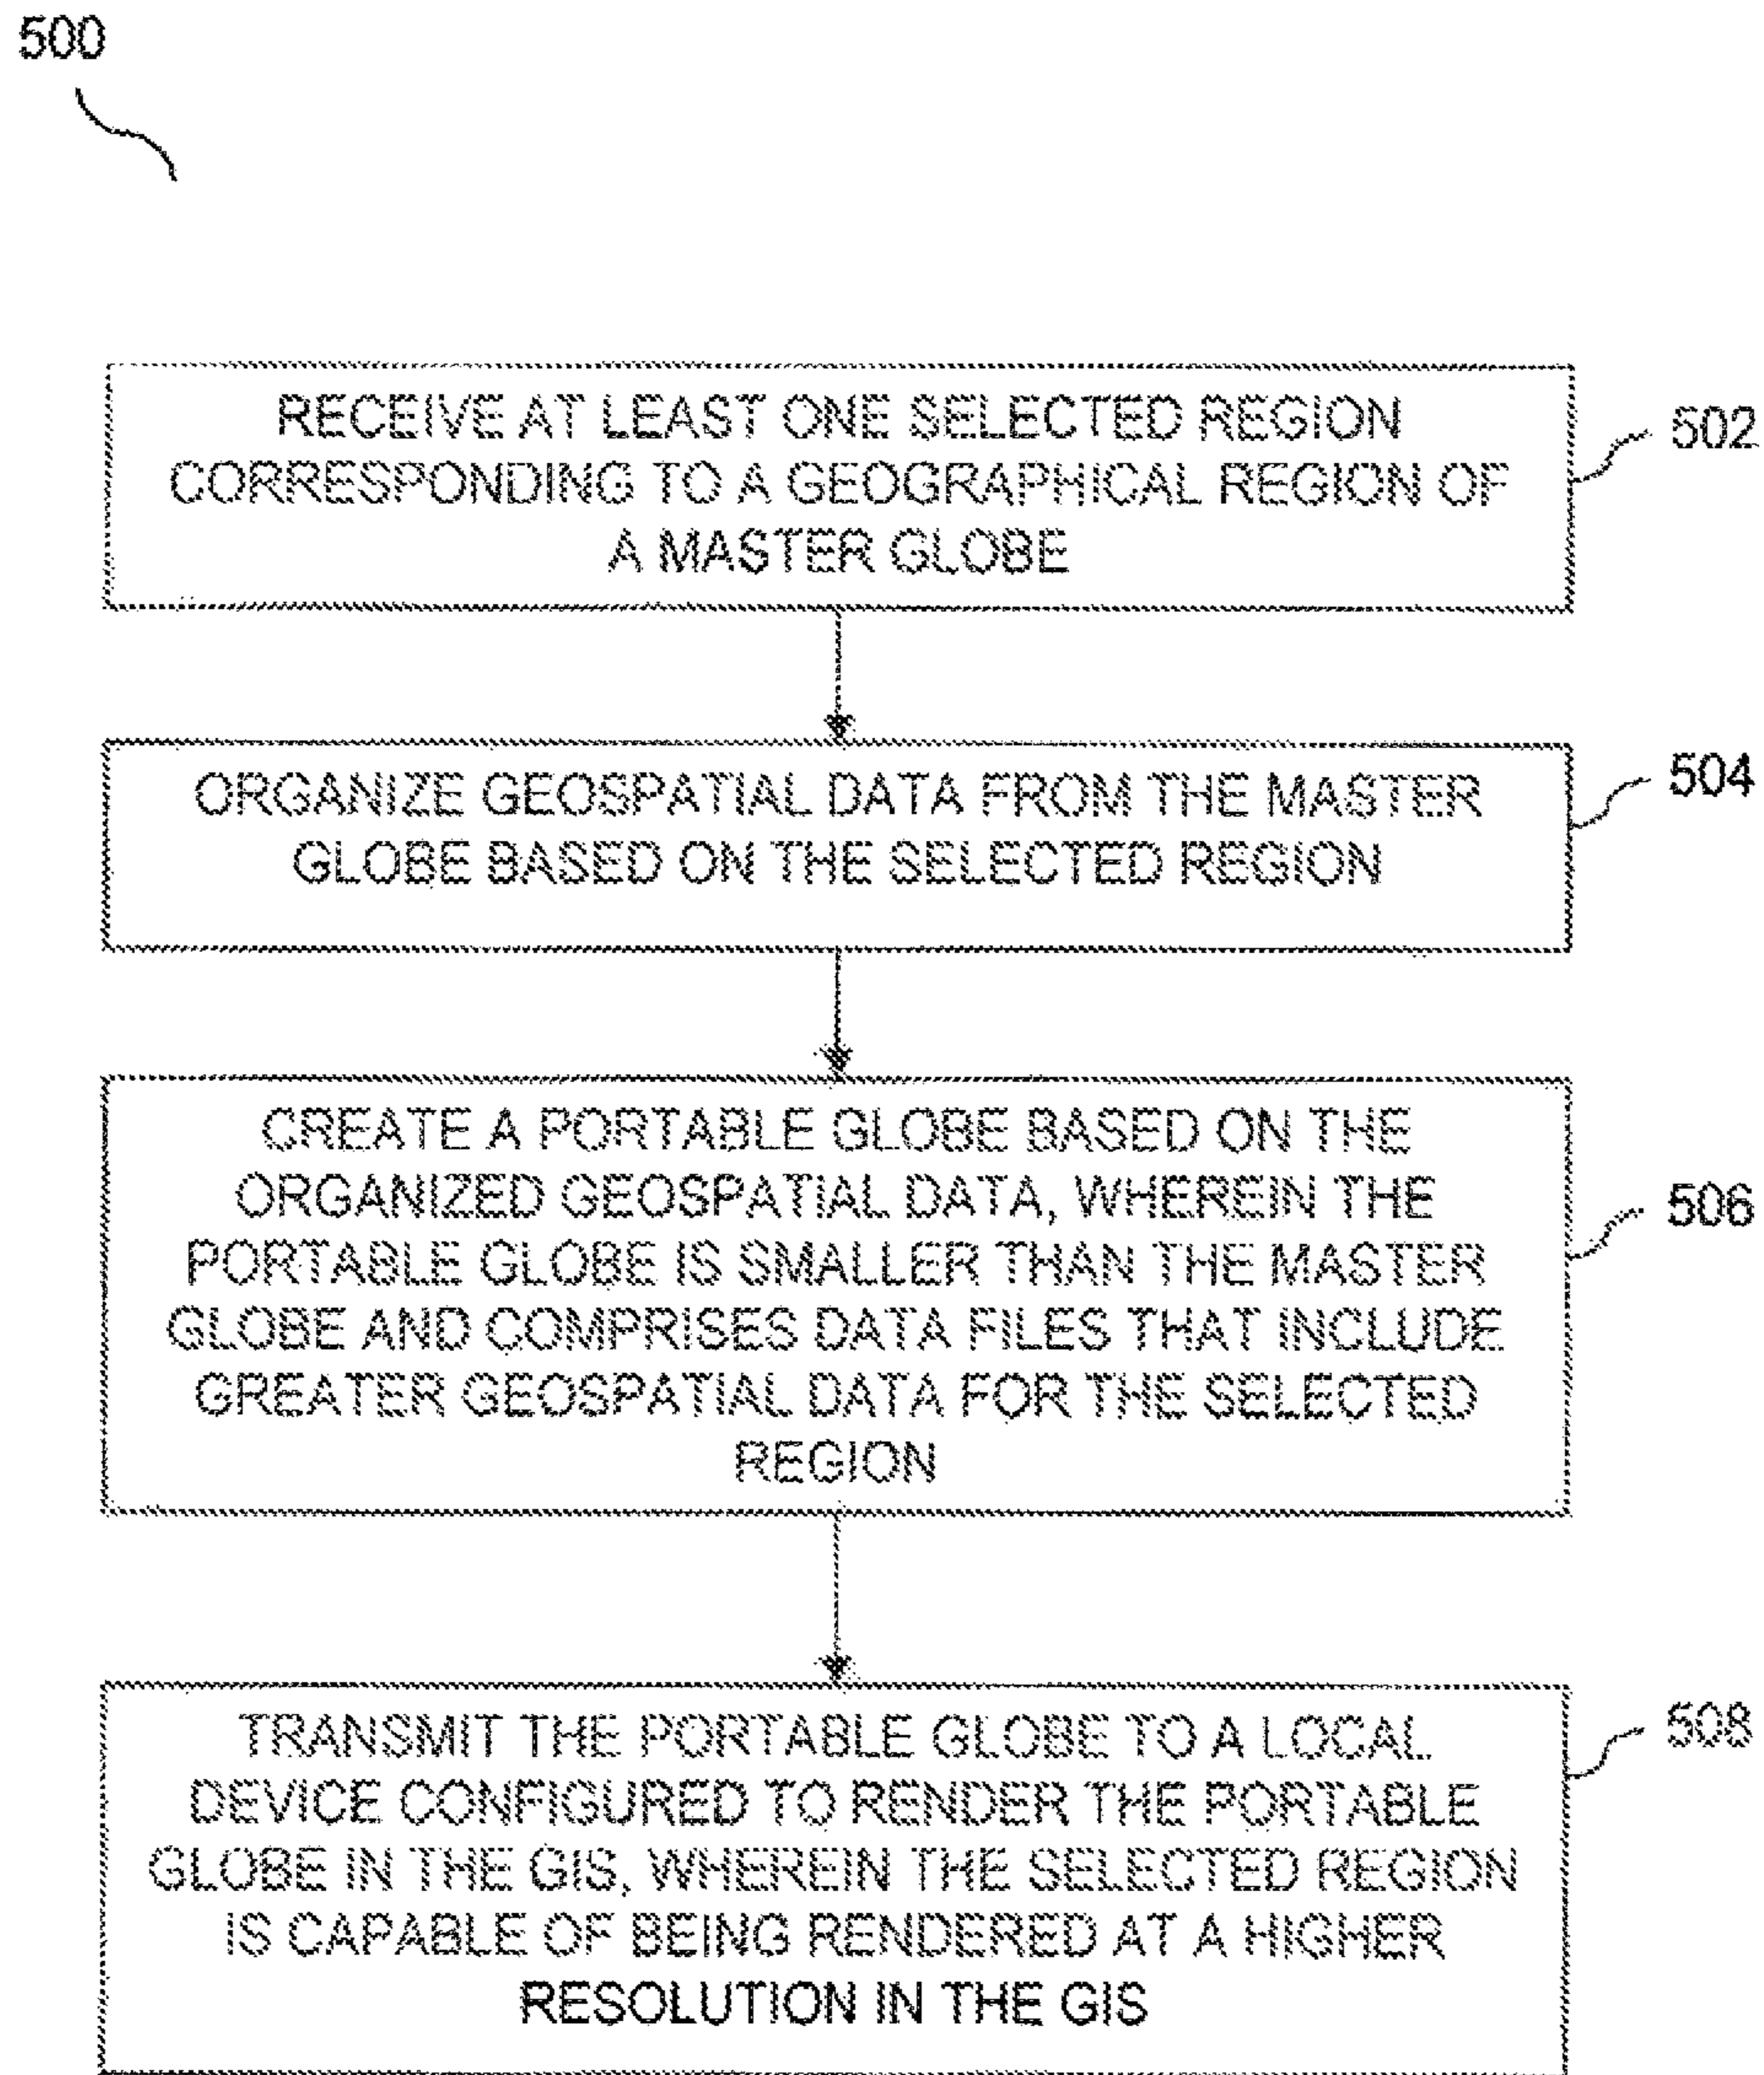 500
RECEIVE AT LEAST ONE SELECTED REGION
CORRESPONDING TO A GEOGRAPHICAL REGION OF
A MASTER GLOBE
502
ORGANIZE GEOSPATIAL DATA FROM THE MASTER
GLOBE BASED ON THE SELECTED REGION
504
CREATE A PORTABLE GLOBE BASED ON THE
ORGANIZED GEOSPATIAL DATA, WHEREIN THE
PORTABLE GLOBE IS SMALLER THAN THE MASTER
GLOBE AND COMPRISES DATA FILES THAT INCLUDE
GREATER GEOSPATIAL DATA FOR THE SELECTED
REGION
506
TRANSMIT THE PORTABLE GLOBE TO A LOCAL
DEVICE CONFIGURED TO RENDER THE PORTABLE
GLOBE IN THE GIS, WHEREIN THE SELECTED REGION
IS CAPABLE OF BEING RENDERED AT A HIGHER
RESOLUTION IN THE GIS
508